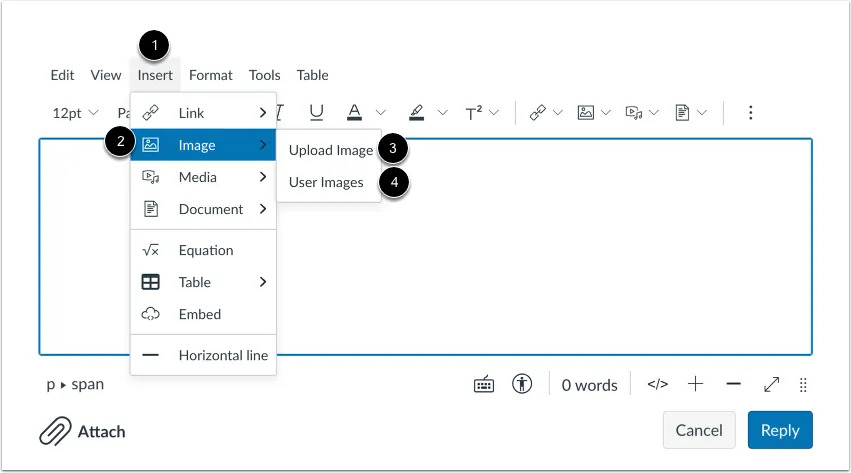 1
Edit View Insert Format Tools Table
12pt Pa I U A T²
Link
2 Image
Upload Image 3
User Images 4
Media
Document
√x Equation
Table
Embed
Horizontal line
p ▸ span
0 words </>
Attach
Cancel Reply